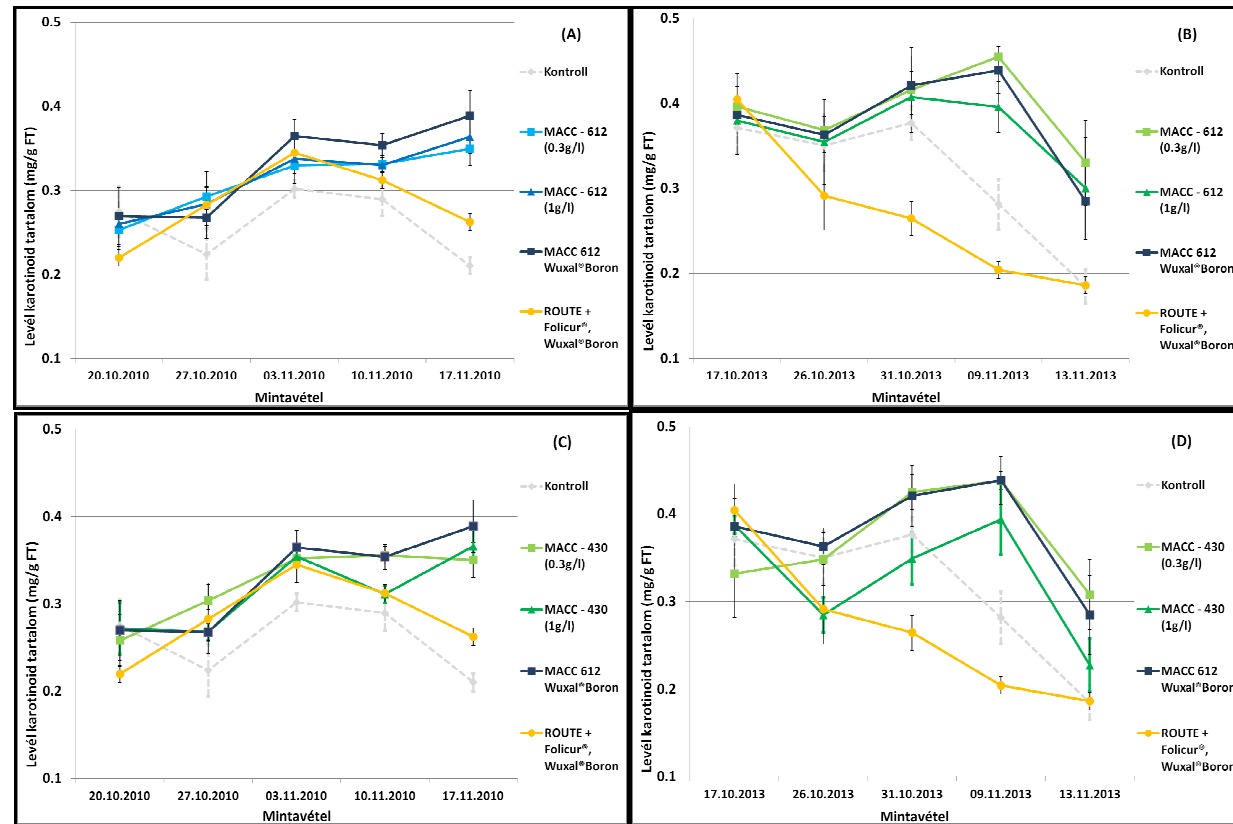 (A)
Levél karotinoid tartalom (mg/g FT)
0.5
0.4
0.3
0.2
0.1
20.10.2010 27.10.2010 03.11.2010 10.11.2010 17.11.2010
Mintavétel
Kontroll
MACC - 612
(0.3g/l)
MACC - 612
(1g/l)
MACC 612
Wuxal®Boron
ROUTE +
Folicur®,
Wuxal®Boron
(B)
Levél karotinoid tartalom (mg/g FT)
0.5
0.4
0.3
0.2
0.1
17.10.2013 26.10.2013 31.10.2013 09.11.2013 13.11.2013
Mintavétel
Kontroll
MACC - 612
(0.3g/l)
MACC - 612
(1g/l)
MACC 612
Wuxal®Boron
ROUTE +
Folicur®,
Wuxal®Boron
(C)
Levél karotinoid tartalom (mg/g FT)
0.5
0.4
0.3
0.2
0.1
20.10.2010 27.10.2010 03.11.2010 10.11.2010 17.11.2010
Mintavétel
Kontroll
MACC - 430
(0.3g/l)
MACC - 430
(1g/l)
MACC 612
Wuxal®Boron
ROUTE +
Folicur®,
Wuxal®Boron
(D)
Levél karotinoid tartalom (mg/g FT)
0.5
0.4
0.3
0.2
0.1
17.10.2013 26.10.2013 31.10.2013 09.11.2013 13.11.2013
Mintavétel
Kontroll
MACC - 430
(0.3g/l)
MACC - 430
(1g/l)
MACC 612
Wuxal®Boron
ROUTE +
Folicur®,
Wuxal®Boron